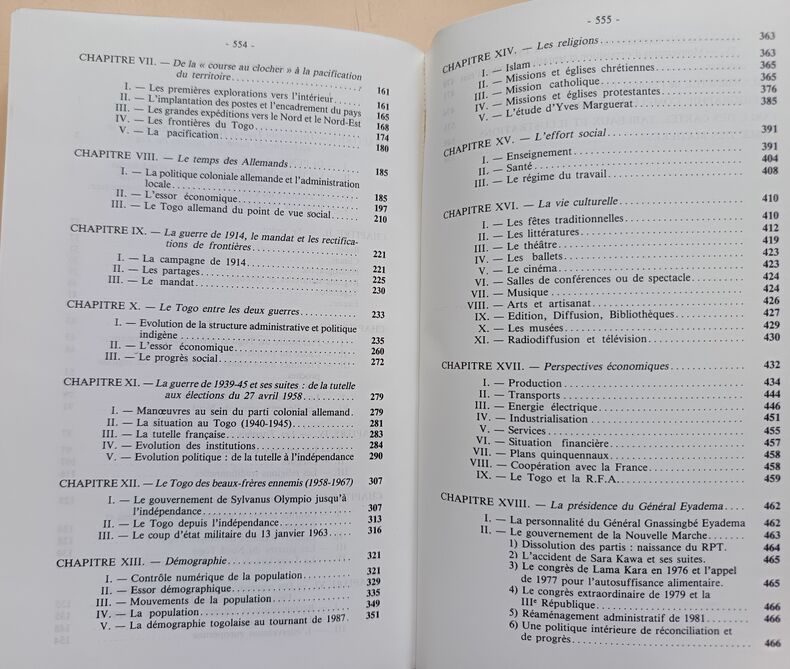 - 554 -
CHAPITRE VII. — De la « course au clocher » à la pacification
du territoire 161
I. — Les premières explorations vers l'intérieur 161
II. — L'implantation des postes et l'encadrement du pays 165
III. — Les grandes expéditions vers le Nord et le Nord-Est 168
IV. — Les frontières du Togo 174
V. — La pacification 180
CHAPITRE VIII. — Le temps des Allemands 185
I. — La politique coloniale allemande et l'administration
locale 185
II. — L'essor économique 197
III. — Le Togo allemand du point de vue social 210
CHAPITRE IX. — La guerre de 1914, le mandat et les rectifica-
tions de frontières 221
I. — La campagne de 1914 221
II. — Les partages 225
III. — Le mandat 230
CHAPITRE X. — Le Togo entre les deux guerres 233
I. — Evolution de la structure administrative et politique
indigène 235
II. — L'essor économique 260
III. — Le progrès social 272
CHAPITRE XI. — La guerre de 1939-45 et ses suites : de la tutelle
aux élections du 27 avril 1958 279
I. — Manœuvres au sein du parti colonial allemand. 279
II. — La situation au Togo (1940-1945) 281
III. — La tutelle française 283
IV. — Evolution des institutions 284
V. — Evolution politique : de la tutelle à l'indépendance 290
CHAPITRE XII. — Le Togo des beaux-frères ennemis (1958-1967) 307
I. — Le gouvernement de Sylvanus Olympio jusqu'à
l'indépendance 307
II. — Le Togo depuis l'indépendance 313
III. — Le coup d'état militaire du 13 janvier 1963 316
CHAPITRE XIII. — Démographie 321
I. — Contrôle numérique de la population 321
II. — Essor démographique 329
III. — Mouvements de la population 335
IV. — La population 349
V. — La démographie togolaise au tournant de 1987. 351
- 555 -
CHAPITRE XIV. — Les religions 363
I. — Islam 363
II. — Missions et églises chrétiennes 365
III. — Mission catholique 365
IV. — Missions et églises protestantes 376
V. — L'étude d'Yves Marguerat 385
CHAPITRE XV. — L'effort social 391
I. — Enseignement 391
II. — Santé 404
III. — Le régime du travail 408
CHAPITRE XVI. — La vie culturelle 410
I. — Les fêtes traditionnelles 410
II. — Les littératures 412
III. — Le théâtre 419
IV. — Les ballets 423
V. — Le cinéma 423
VI. — Salles de conférences ou de spectacle 424
VII. — Musique 424
VIII. — Arts et artisanat 426
IX. — Edition, Diffusion, Bibliothèques 427
X. — Les musées 429
XI. — Radiodiffusion et télévision 430
CHAPITRE XVII. — Perspectives économiques 432
I. — Production 434
II. — Transports 444
III. — Energie électrique 446
IV. — Industrialisation 451
V. — Services 455
VI. — Situation financière 457
VII. — Plans quinquennaux 458
VIII. — Coopération avec la France 458
IX. — Le Togo et la R.F.A. 459
CHAPITRE XVIII. — La présidence du Général Eyadema 462
I. — La personnalité du Général Gnassingbé Eyadema 462
II. — Le gouvernement de la Nouvelle Marche 463
1) Dissolution des partis : naissance du RPT. 464
2) L'accident de Sara Kawa et ses suites. 465
3) Le congrès de Lama Kara en 1976 et l'appel
de 1977 pour l'autosuffisance alimentaire. 465
4) Le congrès extraordinaire de 1979 et la
IIIe République 466
5) Réaménagement administratif de 1981 466
6) Une politique intérieure de réconciliation et
de progrès 466